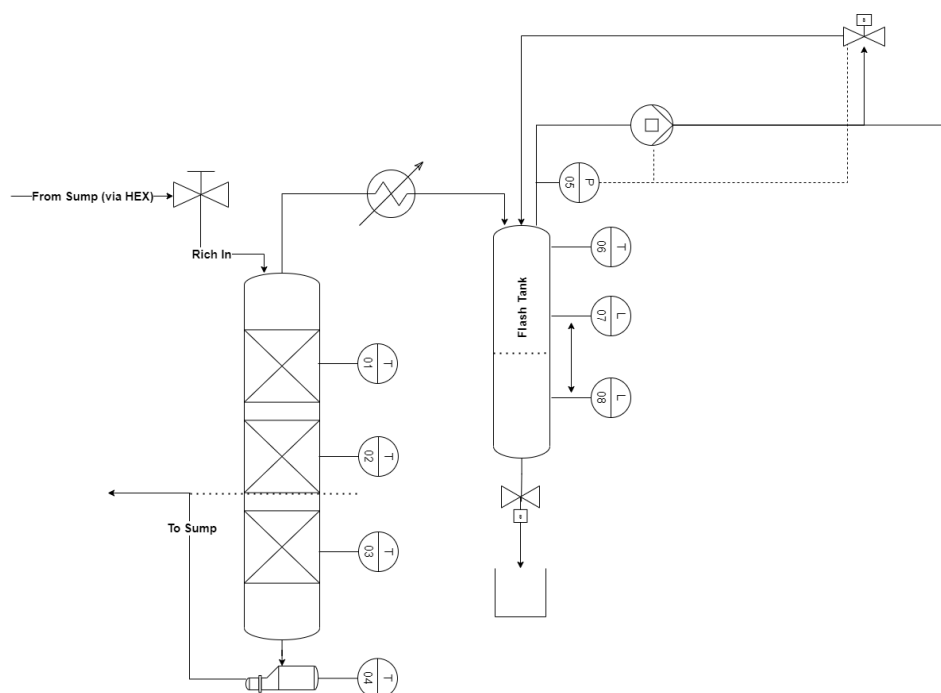 From Sump (via HEX)
Rich In
To Sump
Flash Tank
P
05
T
06
L
07
L
08
T
01
T
02
T
03
T
04